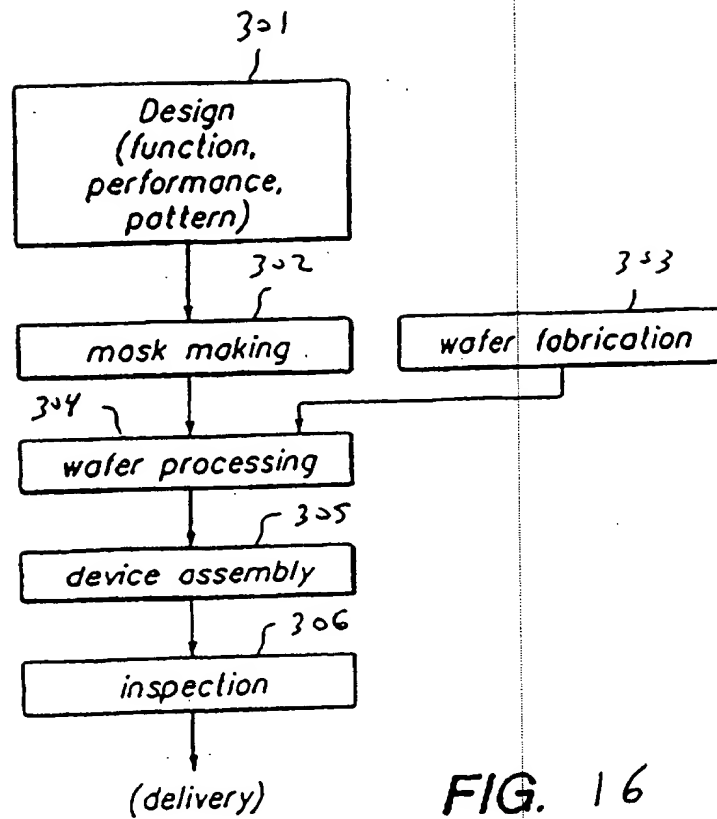 301
Design
(function,
performance,
pattern)
302
303
mask making
wafer fabrication
304
wafer processing
305
device assembly
306
inspection
(delivery)
FIG. 16